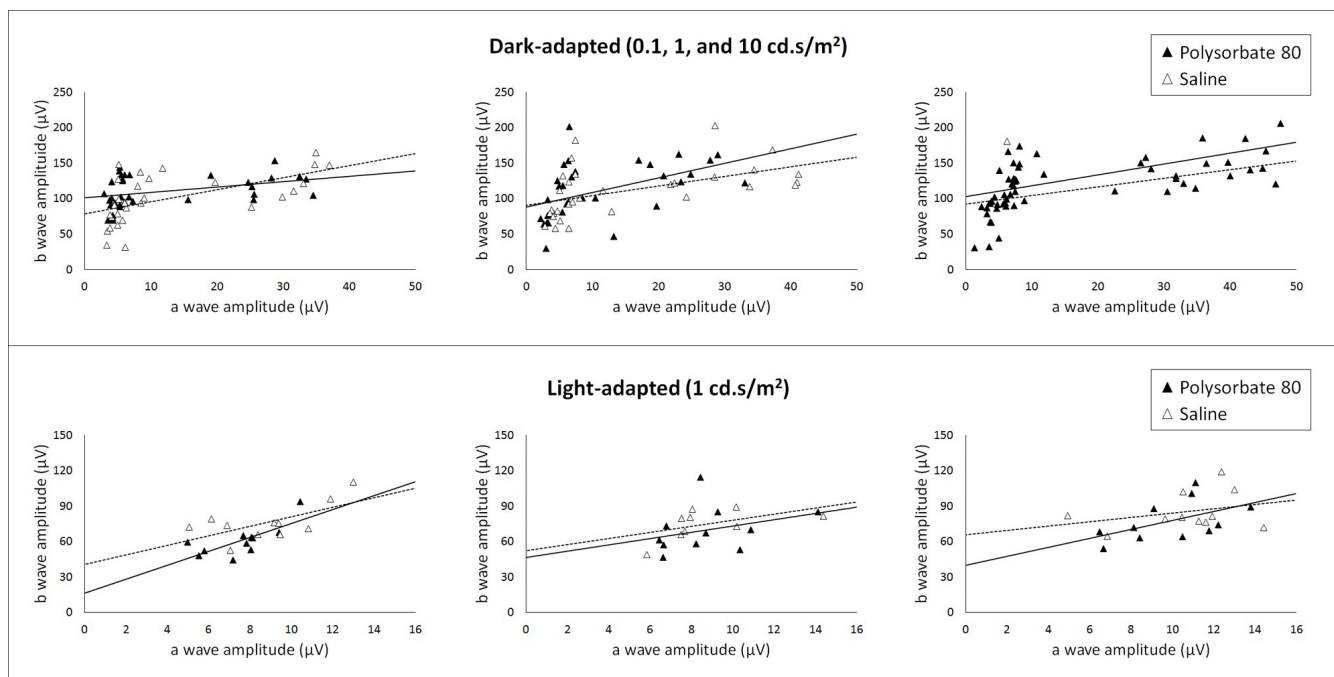 Dark-adapted (0.1, 1, and 10 cd.s/m²)
▲ Polysorbate 80
△ Saline
b wave amplituide (µV)
250
200
150
100
50
0
0 10 20 30 40 50
a wave amplitude (µV)
b wave amplitude (µV)
250
200
150
100
50
0
0 10 20 30 40 50
a wave amplitude (µV)
b wave amplitude (µV)
250
200
150
100
50
0
0 10 20 30 40 50
a wave amplitude (µV)
Light-adapted (1 cd.s/m²)
▲ Polysorbate 80
△ Saline
b wave amplitude (µV)
150
120
90
60
30
0
0 2 4 6 8 10 12 14 16
a wave amplitude (µV)
b wave amplitude (µV)
150
120
90
60
30
0
0 2 4 6 8 10 12 14 16
a wave amplitude (µV)
b wave amplitude (µV)
150
120
90
60
30
0
0 2 4 6 8 10 12 14 16
a wave amplitude (µV)